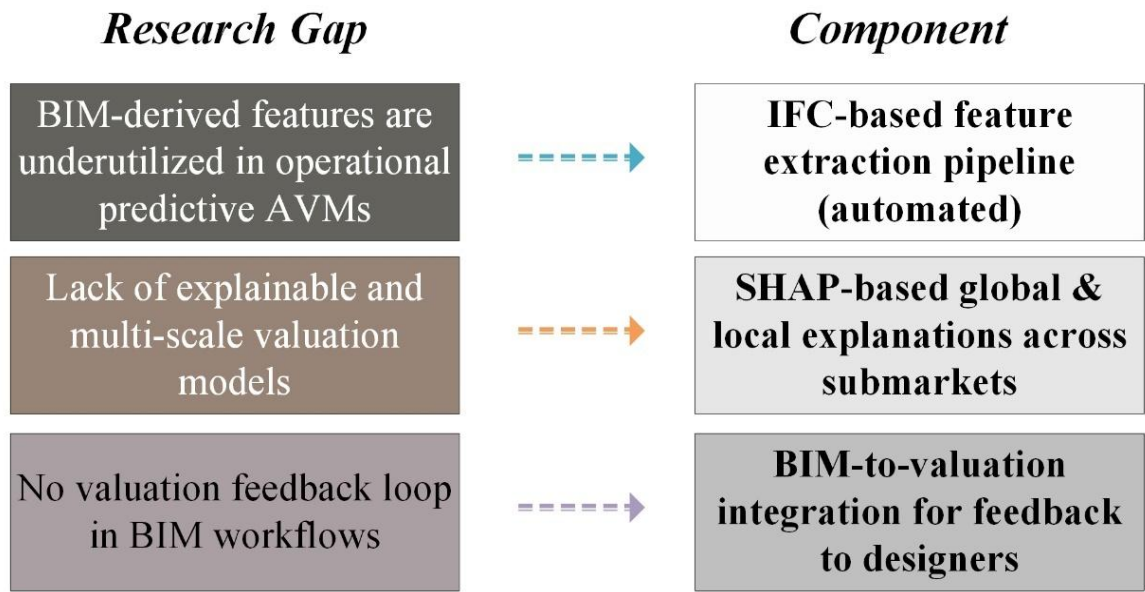 Research Gap
Component
BIM-derived features are
underutilized in operational
predictive AVMs
IFC-based feature
extraction pipeline
(automated)
Lack of explainable and
multi-scale valuation
models
SHAP-based global &
local explanations across
submarkets
No valuation feedback loop
in BIM workflows
BIM-to-valuation
integration for feedback
to designers